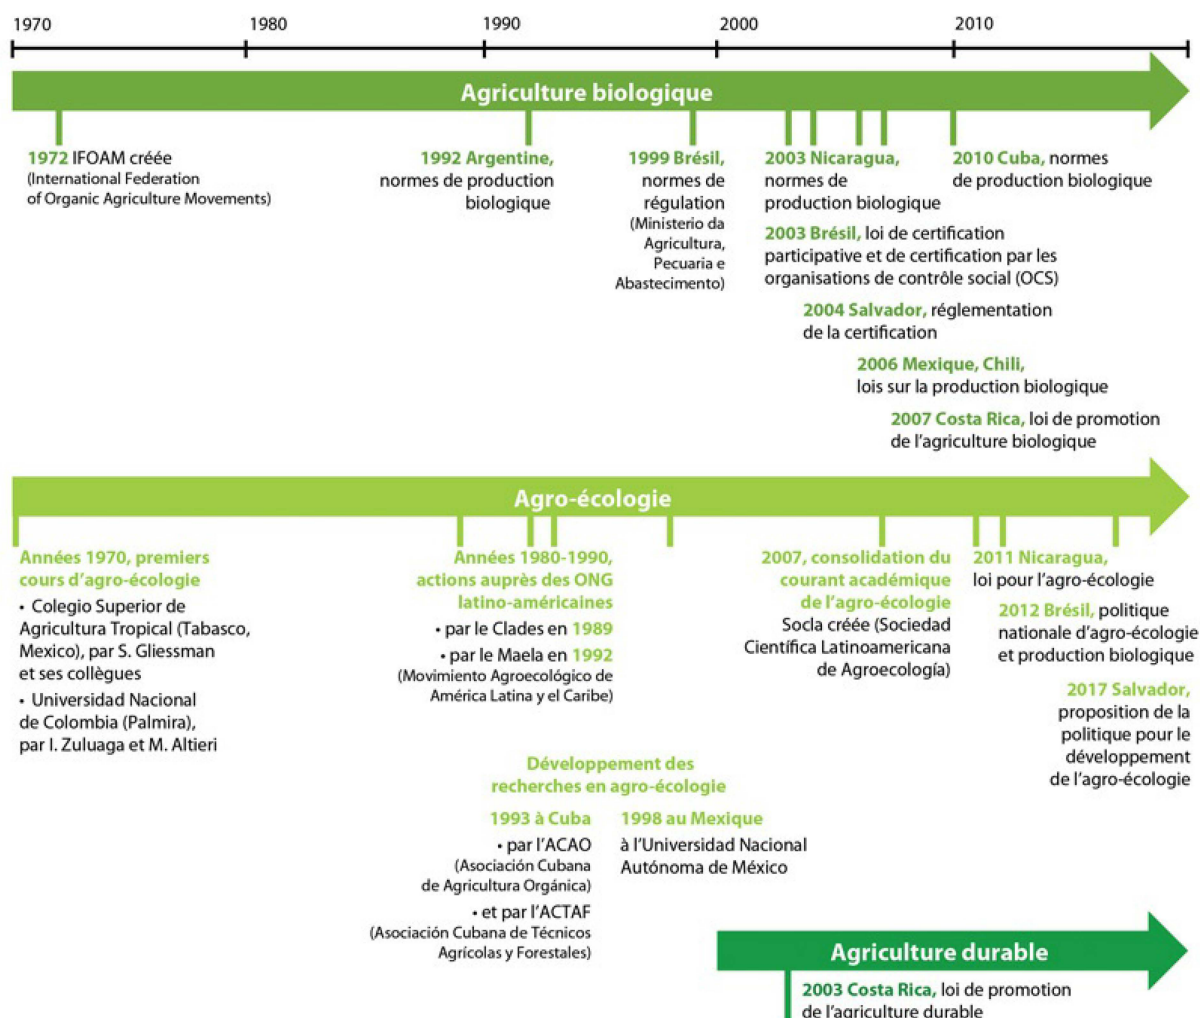 1970 1980 1990 2000 2010
Agriculture biologique
1972 IFOAM créée
(International Federation
of Organic Agriculture Movements)
1992 Argentine,
normes de production
biologique
1999 Brésil,
normes de
régulation
(Ministerio da
Agricultura,
Pecuaria e
Abastecimento)
2003 Nicaragua,
normes de
production biologique
2003 Brésil, loi de certification
participative et de certification par les
organisations de contrôle social (OCS)
2004 Salvador, réglementation
de la certification
2006 Mexique, Chili,
lois sur la production biologique
2007 Costa Rica, loi de promotion
de l'agriculture biologique
2010 Cuba, normes
de production biologique
Agro-écologie
Années 1970, premiers
cours d'agro-écologie
• Colegio Superior de
Agricultura Tropical (Tabasco,
Mexico), par S. Gliessman
et ses collègues
• Universidad Nacional
de Colombia (Palmira),
par I. Zuluaga et M. Altieri
Années 1980-1990,
actions auprès des ONG
latino-américaines
• par le Clades en 1989
• par le Maela en 1992
(Movimiento Agroecológico de
América Latina y el Caribe)
Développement des
recherches en agro-écologie
1993 à Cuba
• par l'ACAO
(Asociación Cubana
de Agricultura Orgánica)
• et par l'ACTAF
(Asociación Cubana de Técnicos
Agrícolas y Forestales)
1998 au Mexique
à l'Universidad Nacional
Autónoma de México
2007, consolidation du
courant académique
de l'agro-écologie
Socla créée (Sociedad
Científica Latinoamericana
de Agroecología)
2011 Nicaragua,
loi pour l'agro-écologie
2012 Brésil, politique
nationale d'agro-écologie
et production biologique
2017 Salvador,
proposition de la
politique pour le
développement
de l'agro-écologie
Agriculture durable
2003 Costa Rica, loi de promotion
de l'agriculture durable